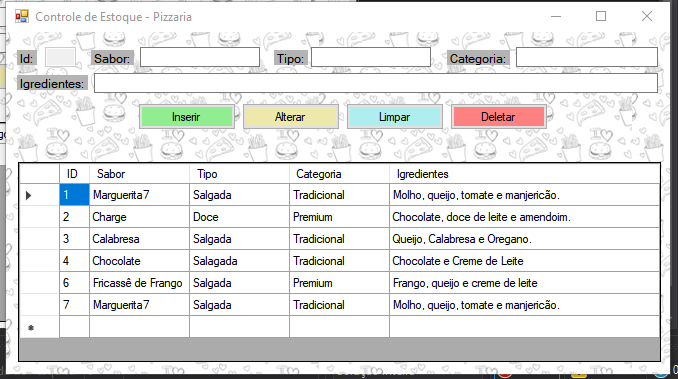 Controle de Estoque - Pizzaria
Id: Sabor: Tipo: Categoria:
Igredientes:
Inserir Alterar Limpar Deletar
ID Sabor Tipo Categoria Igredientes
1 Marguerita7 Salgada Tradicional Molho, queijo, tomate e manjericão.
2 Charge Doce Premium Chocolate, doce de leite e amendoim.
3 Calabresa Salgada Tradicional Queijo, Calabresa e Oregano.
4 Chocolate Salagada Tradicional Chocolate e Creme de Leite
6 Fricassê de Frango Salgada Premium Frango, queijo e creme de leite
7 Marguerita7 Salgada Tradicional Molho, queijo, tomate e manjericão.